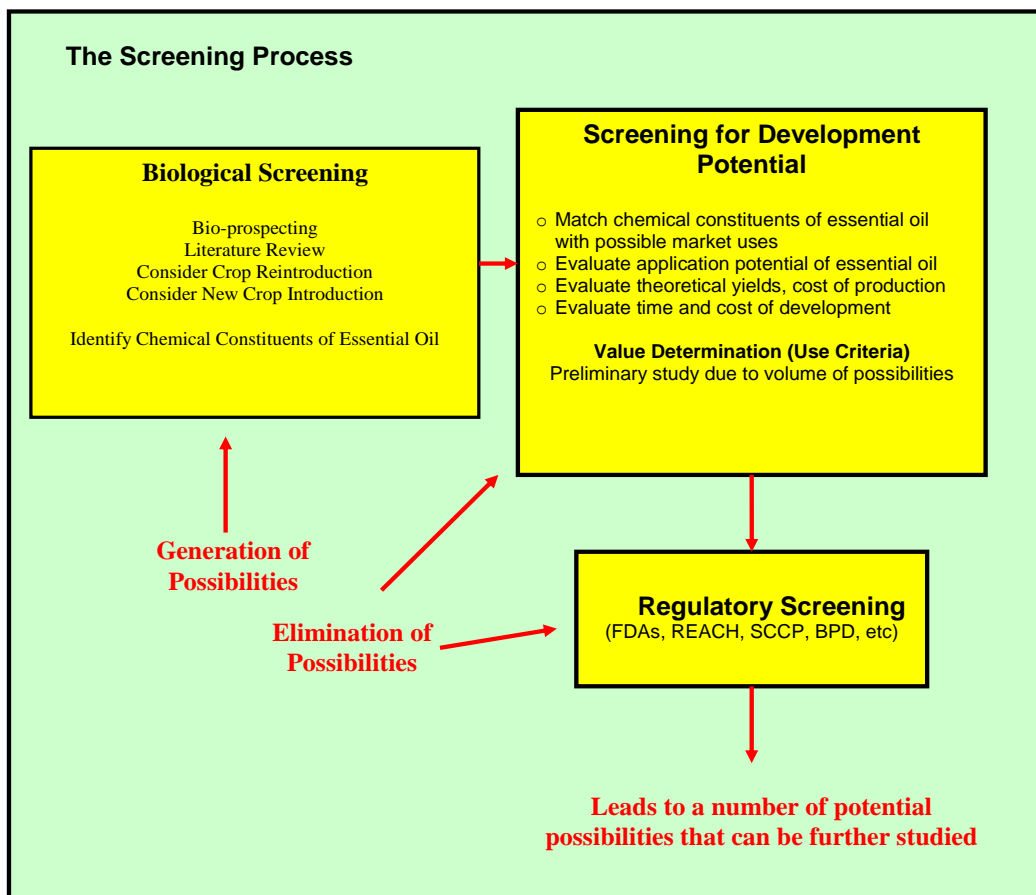 The Screening Process
Biological Screening
Bio-prospecting
Literature Review
Consider Crop Reintroduction
Consider New Crop Introduction
Identify Chemical Constituents of Essential Oil
Screening for Development
Potential
o Match chemical constituents of essential oil
with possible market uses
o Evaluate application potential of essential oil
o Evaluate theoretical yields, cost of production
o Evaluate time and cost of development
Value Determination (Use Criteria)
Preliminary study due to volume of possibilities
Generation of
Possibilities
Elimination of
Possibilities
Regulatory Screening
(FDAs, REACH, SCCP, BPD, etc)
Leads to a number of potential
possibilities that can be further studied